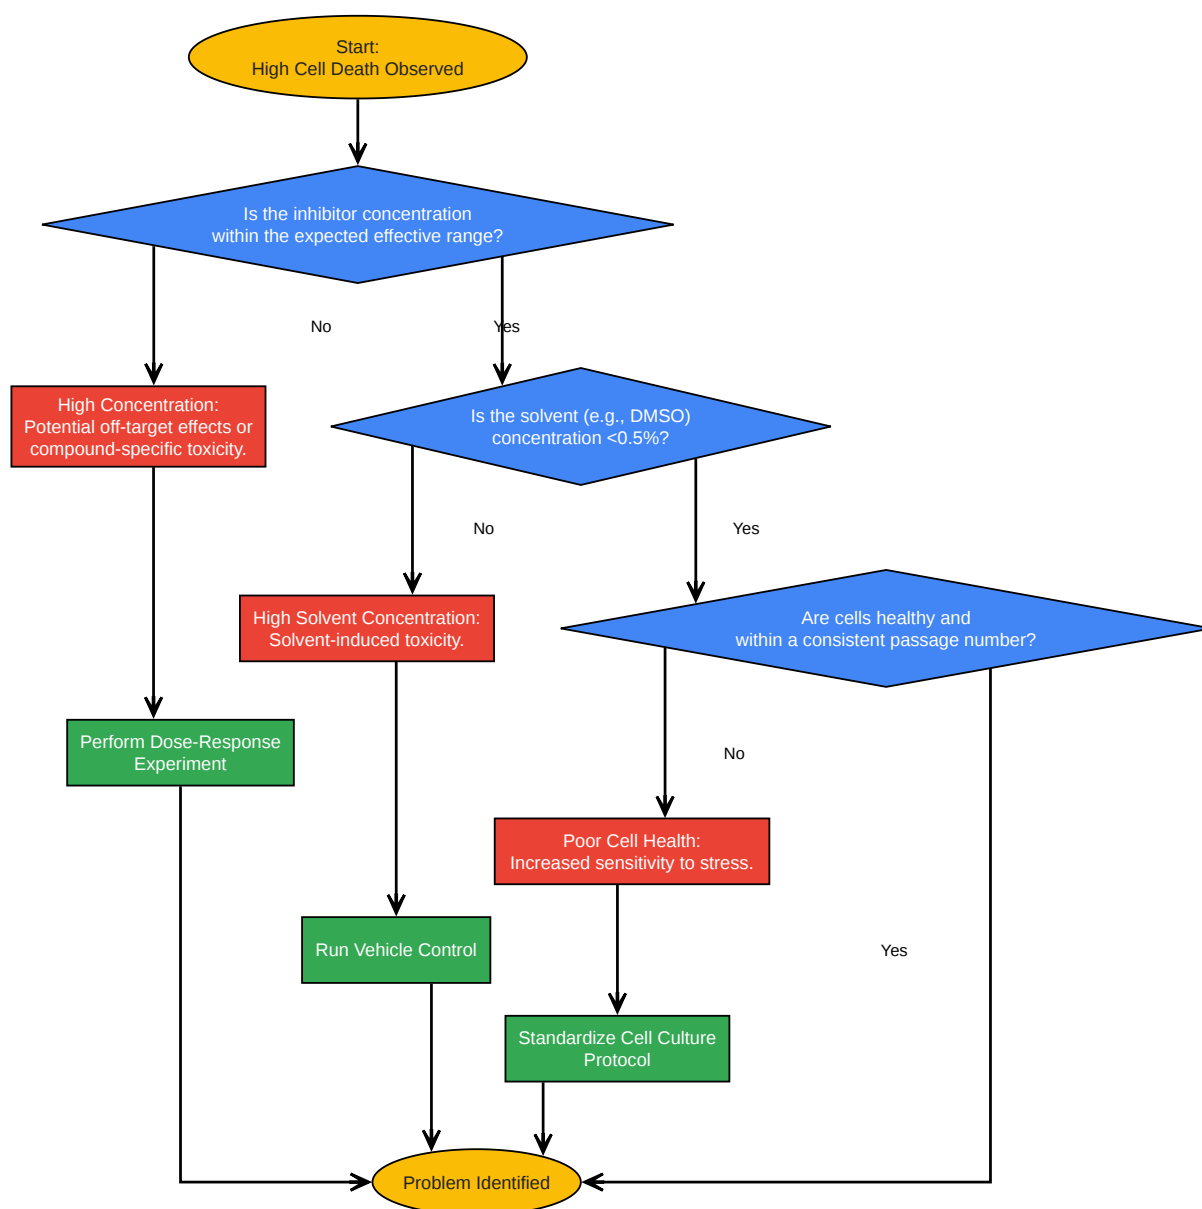 Start:
High Cell Death Observed
Is the inhibitor concentration
within the expected effective range?
No
Yes
High Concentration:
Potential off-target effects or
compound-specific toxicity.
Is the solvent (e.g., DMSO)
concentration <0.5%?
No
Yes
High Solvent Concentration:
Solvent-induced toxicity.
Are cells healthy and
within a consistent passage number?
Perform Dose-Response
Experiment
No
Poor Cell Health:
Increased sensitivity to stress.
Run Vehicle Control
Yes
Standardize Cell Culture
Protocol
Problem Identified